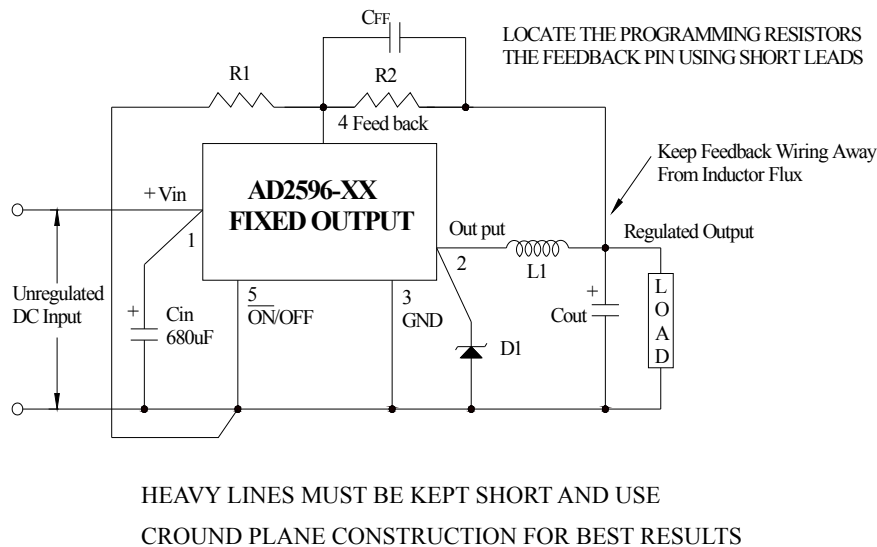 CFF
LOCATE THE PROGRAMMING RESISTORS
THE FEEDBACK PIN USING SHORT LEADS
R1
R2
4 Feed back
Keep Feedback Wiring Away
From Inductor Flux
+ Vin
AD2596-XX
FIXED OUTPUT
1
Out put
2
L1
Regulated Output
Unregulated
DC Input
+
Cin
680uF
5
ON/OFF
3
GND
D1
+
Cout
LOAD
HEAVY LINES MUST BE KEPT SHORT AND USE
CROUND PLANE CONSTRUCTION FOR BEST RESULTS